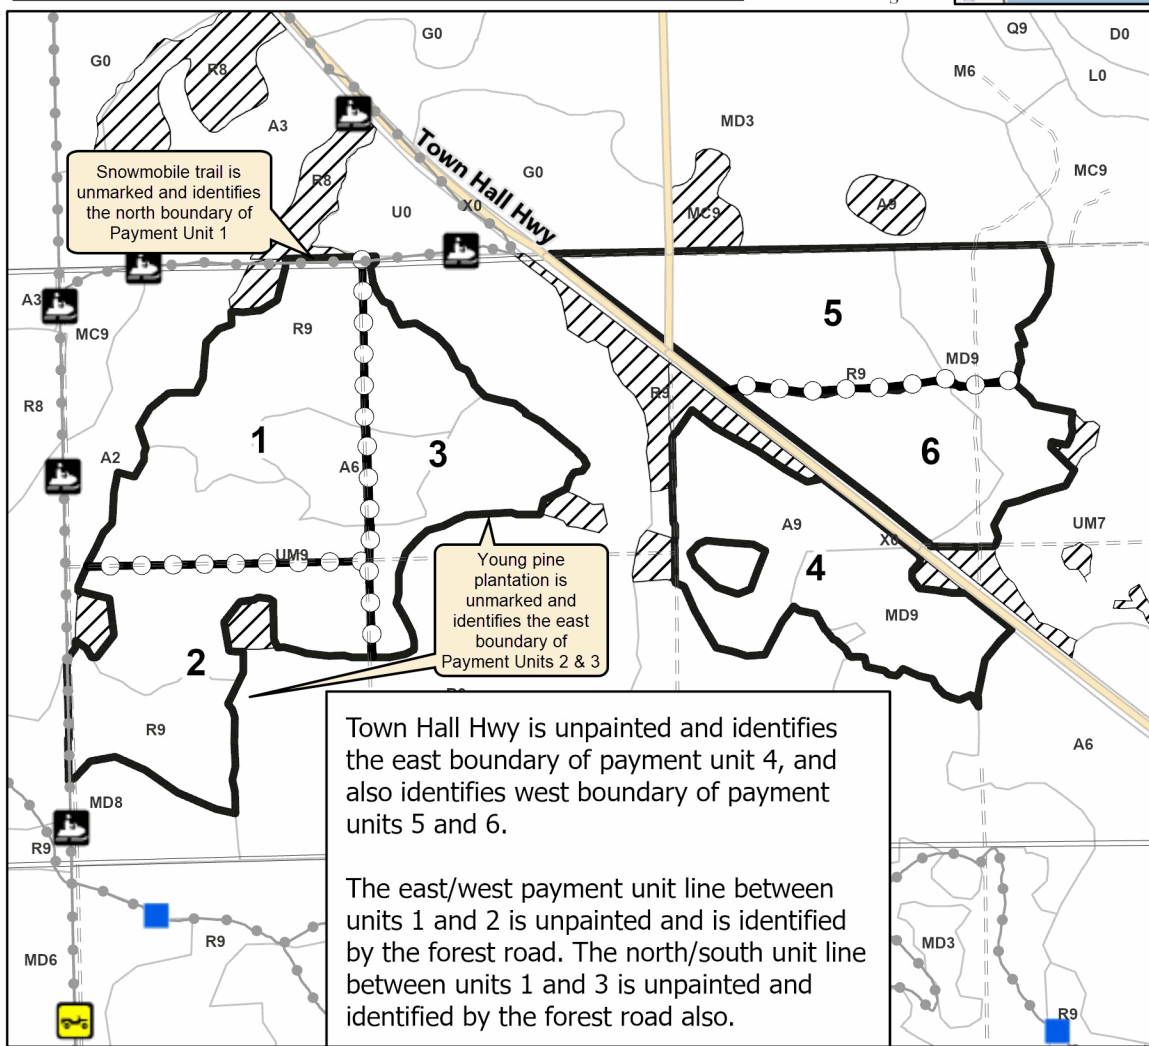 G0
G0
Q9
D0
R8
M6
L0
A3
MD3
Town Hall Hwy
Snowmobile trail is
unmarked and identifies
the north boundary of
Payment Unit 1
R8
G0
MC9
U0
X0
MC9
A9
A3
MC9
R9
5
MD9
R9
R9
R8
1
3
6
A2
A6
A9
UM7
X0
UM9
Young pine
plantation is
unmarked and
identifies the east
boundary of
Payment Units 2 & 3
4
MD9
2
R9
A6
MD8
R9
Town Hall Hwy is unpainted and identifies
the east boundary of payment unit 4, and
also identifies west boundary of payment
units 5 and 6.
The east/west payment unit line between
units 1 and 2 is unpainted and is identified
by the forest road. The north/south unit line
between units 1 and 3 is unpainted and
identified by the forest road also.
R9
MD3
MD6
R9